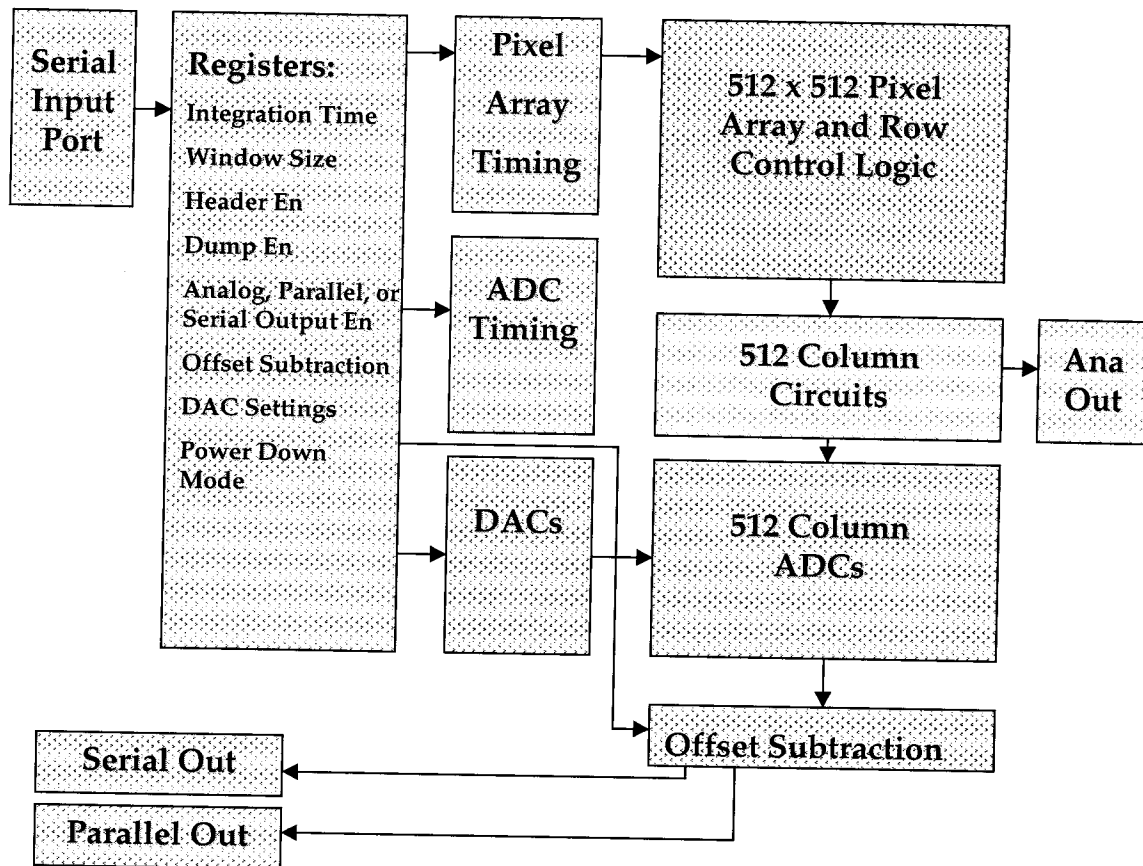 Serial
Input
Port
Registers:
Integration Time
Window Size
Header En
Dump En
Analog, Parallel, or
Serial Output En
Offset Subtraction
DAC Settings
Power Down
Mode
Pixel
Array
Timing
ADC
Timing
DACs
512 x 512 Pixel
Array and Row
Control Logic
512 Column
Circuits
Ana
Out
512 Column
ADCs
Offset Subtraction
Serial Out
Parallel Out